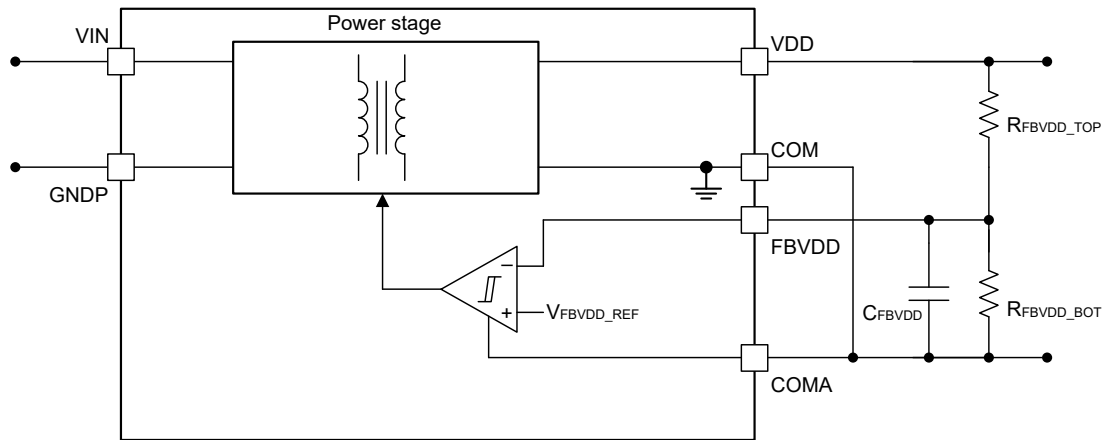 Power stage
VIN
VDD
RFBVDD_TOP
COM
GNDP
FBVDD
−
+
VFBVDD_REF
CFBVDD
RFBVDD_BOT
COMA